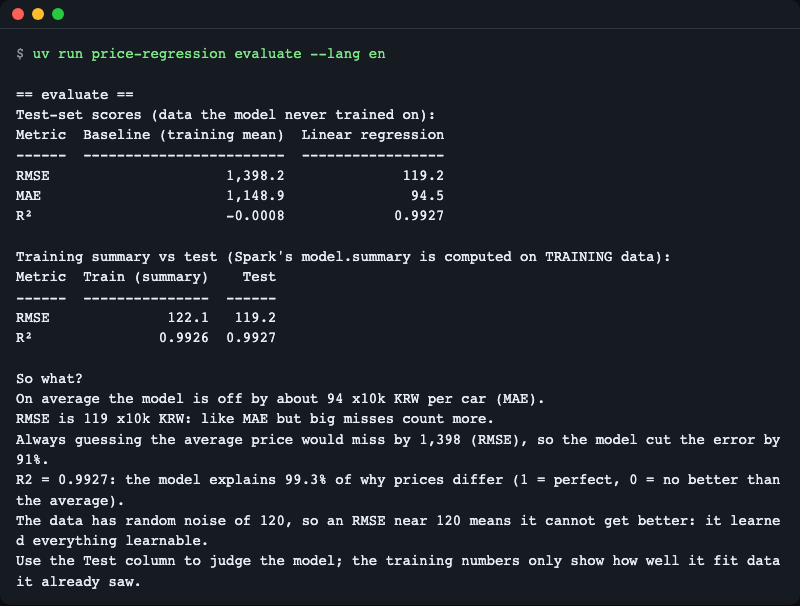 $ uv run price-regression evaluate --lang en
== evaluate ==
Test-set scores (data the model never trained on):
Metric  Baseline (training mean)  Linear regression
------  ------------------------  -----------------
RMSE                     1,398.2              119.2
MAE                      1,148.9               94.5
R²                       -0.0008             0.9927
Training summary vs test (Spark's model.summary is computed on TRAINING data):
Metric  Train (summary)    Test
------  ---------------  ------
RMSE              122.1   119.2
R²               0.9926  0.9927
So what?
On average the model is off by about 94 x10k KRW per car (MAE).
RMSE is 119 x10k KRW: like MAE but big misses count more.
Always guessing the average price would miss by 1,398 (RMSE), so the model cut the error by
91%.
R2 = 0.9927: the model explains 99.3% of why prices differ (1 = perfect, 0 = no better than
the average).
The data has random noise of 120, so an RMSE near 120 means it cannot get better: it learne
d everything learnable.
Use the Test column to judge the model; the training numbers only show how well it fit data
it already saw.